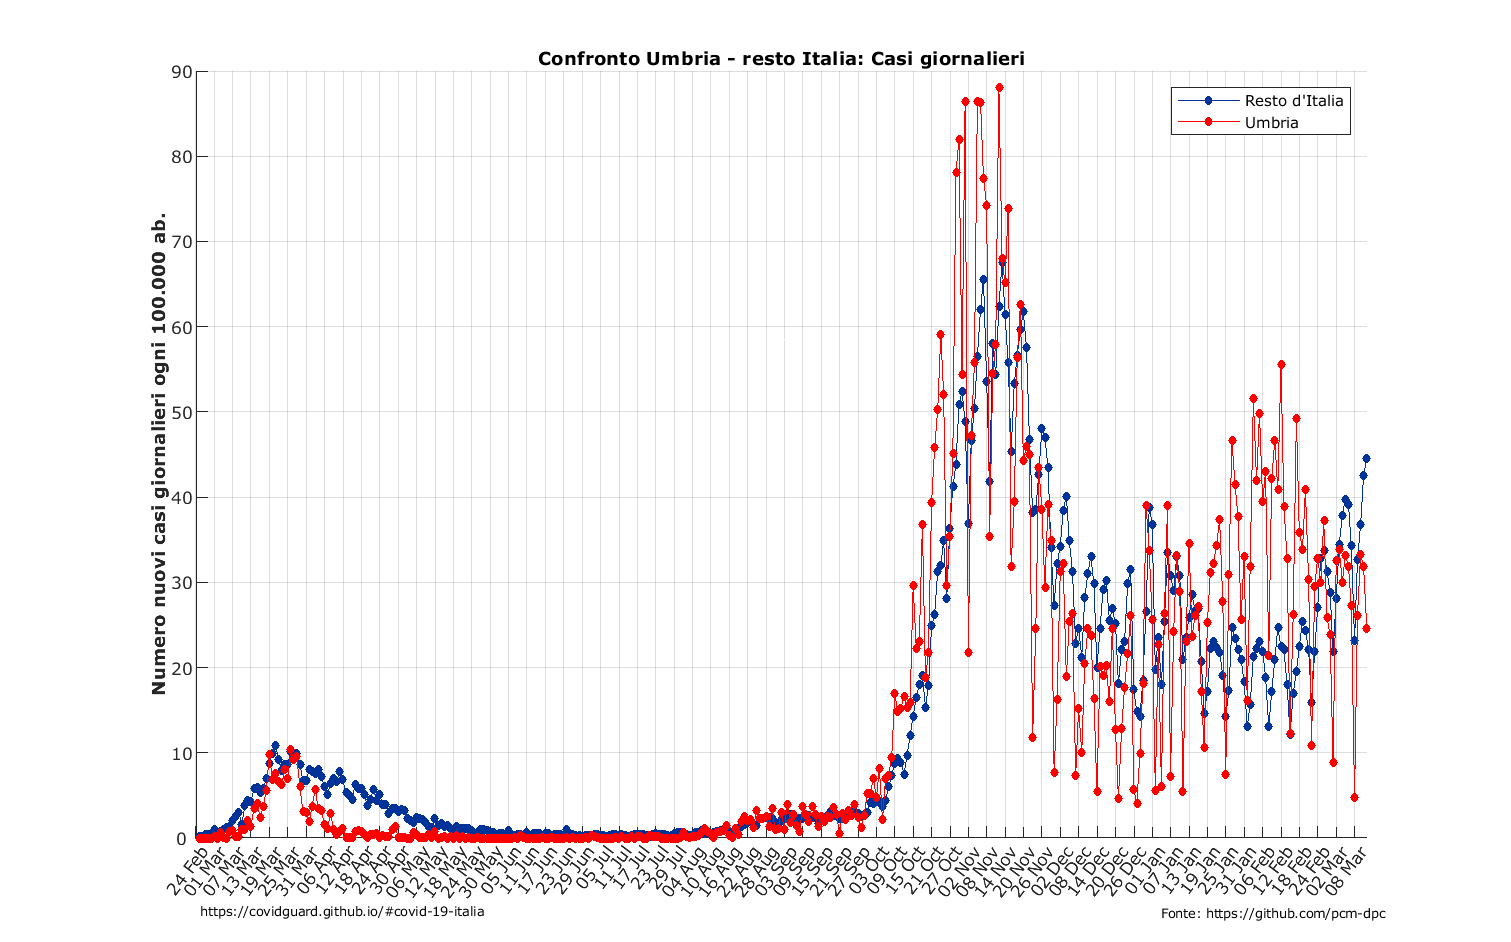 Confronto Umbria - resto Italia: Casi giornalieri
Numero nuovi casi giornalieri ogni 100.000 ab.
90
80
70
60
50
40
30
20
10
0
Resto d'Italia
Umbria
24 Feb
01 Mar
07 Mar
13 Mar
19 Mar
25 Mar
31 Mar
06 Apr
12 Apr
18 Apr
24 Apr
30 Apr
06 May
12 May
18 May
24 May
30 May
05 Jun
11 Jun
17 Jun
23 Jun
29 Jun
05 Jul
11 Jul
17 Jul
23 Jul
29 Jul
04 Aug
10 Aug
16 Aug
22 Aug
28 Aug
03 Sep
09 Sep
15 Sep
21 Sep
27 Sep
03 Oct
09 Oct
15 Oct
21 Oct
27 Oct
02 Nov
08 Nov
14 Nov
20 Nov
26 Nov
02 Dec
08 Dec
14 Dec
20 Dec
26 Dec
01 Jan
07 Jan
13 Jan
19 Jan
25 Jan
31 Jan
06 Feb
12 Feb
18 Feb
24 Feb
02 Mar
08 Mar
https://covidguard.github.io/#covid-19-italia
Fonte: https://github.com/pcm-dpc